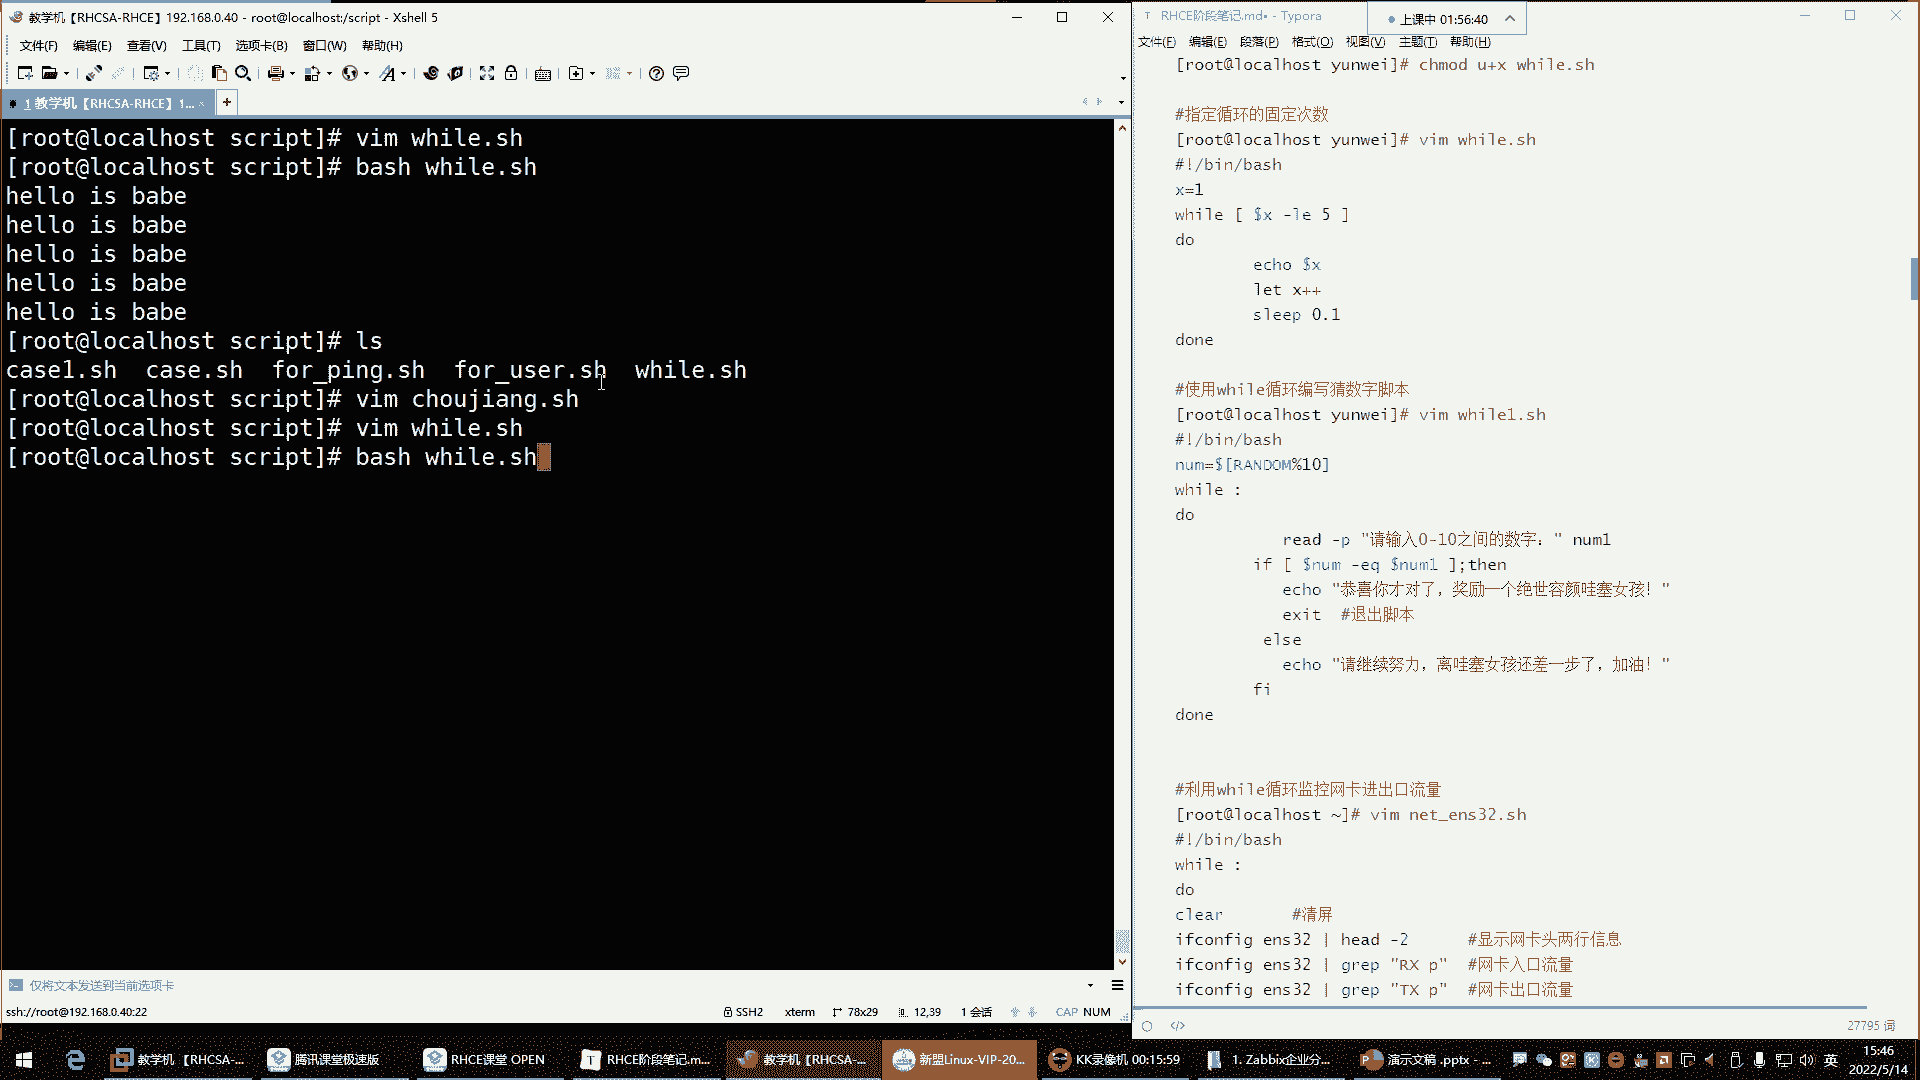 教学机【RHCSA-RHCE】192.168.0.40 - root@localhost:/script - Xshell 5
文件(F) 编辑(E) 查看(V) 工具(T) 选项卡(B) 窗口(W) 帮助(H)
1 教学机【RHCSA-RHCE】1...
[root@localhost script]# vim while.sh
[root@localhost script]# bash while.sh
hello is babe
hello is babe
hello is babe
hello is babe
hello is babe
[root@localhost script]# ls
case1.sh case.sh for_ping.sh for_user.sh while.sh
[root@localhost script]# vim choujiang.sh
[root@localhost script]# vim while.sh
[root@localhost script]# bash while.sh
仅将文本发送到当前选项卡
ssh://root@192.168.0.40:22 SSH2 xterm 78x29 12,39 1 会话 CAP NUM
RHCE阶段笔记.md• - Typora
上课中 01:56:40
文件(F) 编辑(E) 段落(P) 格式(O) 视图(V) 主题(T) 帮助(H)
[root@localhost yunwei]# chmod u+x while.sh
#指定循环的固定次数
[root@localhost yunwei]# vim while.sh
#!/bin/bash
x=1
while [ $x -le 5 ]
do
echo $x
let x++
sleep 0.1
done
#使用while循环编写猜数字脚本
[root@localhost yunwei]# vim while1.sh
#!/bin/bash
num=$[RANDOM%10]
while :
do
read -p "请输入0-10之间的数字：" num1
if [ $num -eq $num1 ];then
echo "恭喜你才对了，奖励一个绝世容颜哇塞女孩！"
exit #退出脚本
else
echo "请继续努力，离哇塞女孩还差一步了，加油！"
fi
done
#利用while循环监控网卡进出口流量
[root@localhost ~]# vim net_ens32.sh
#!/bin/bash
while :
do
clear #清屏
ifconfig ens32 | head -2 #显示网卡头两行信息
ifconfig ens32 | grep "RX p" #网卡入口流量
ifconfig ens32 | grep "TX p" #网卡出口流量
27795 词
教学机【RHCSA-... 腾讯课堂极速版 RHCE课堂 OPEN RHCE阶段笔记.m... 教学机【RHCSA-... 新盟Linux-VIP-20... KK录像机 00:15:59 1. Zabbix企业分... 演示文稿 .pptx - ... 英
15:46
2022/5/14